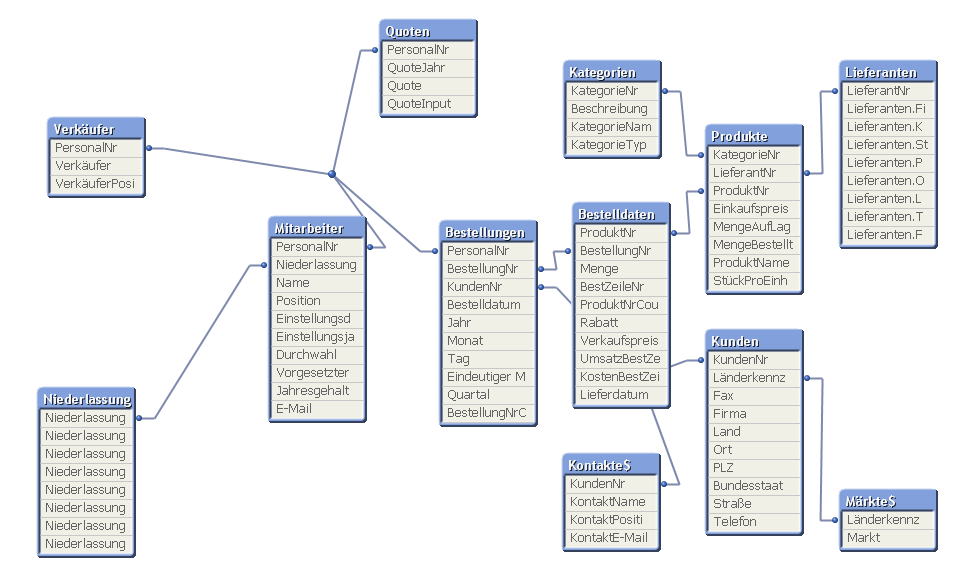 Quoten
PersonalNr
QuoteJahr
Quote
QuoteInput
Kategorien
KategorieNr
Beschreibung
KategorieNam
KategorieTyp
Lieferanten
LieferantNr
Lieferanten.Fi
Lieferanten.K
Lieferanten.St
Lieferanten.P
Lieferanten.O
Lieferanten.L
Lieferanten.T
Lieferanten.F
Verkäufer
PersonalNr
Verkäufer
VerkäuferPosi
Produkte
KategorieNr
LieferantNr
ProduktNr
Einkaufspreis
MengeAufLag
MengeBestellt
ProduktName
StückProEinh
Mitarbeiter
PersonalNr
Niederlassung
Name
Position
Einstellungsd
Einstellungsja
Durchwahl
Vorgesetzter
Jahresgehalt
E-Mail
Bestellungen
PersonalNr
BestellungNr
KundenNr
Bestelldatum
Jahr
Monat
Tag
Eindeutiger M
Quartal
BestellungNrC
Bestelldaten
ProduktNr
BestellungNr
Menge
BestZeileNr
ProduktNrCou
Rabatt
Verkaufspreis
UmsatzBestZe
KostenBestZei
Lieferdatum
Kunden
KundenNr
Länderkennz
Fax
Firma
Land
Ort
PLZ
Bundesstaat
Straße
Telefon
Niederlassung
Niederlassung
Niederlassung
Niederlassung
Niederlassung
Niederlassung
Niederlassung
Niederlassung
Niederlassung
Kontakte$
KundenNr
KontaktName
KontaktPositi
KontaktE-Mail
Märkte$
Länderkennz
Markt